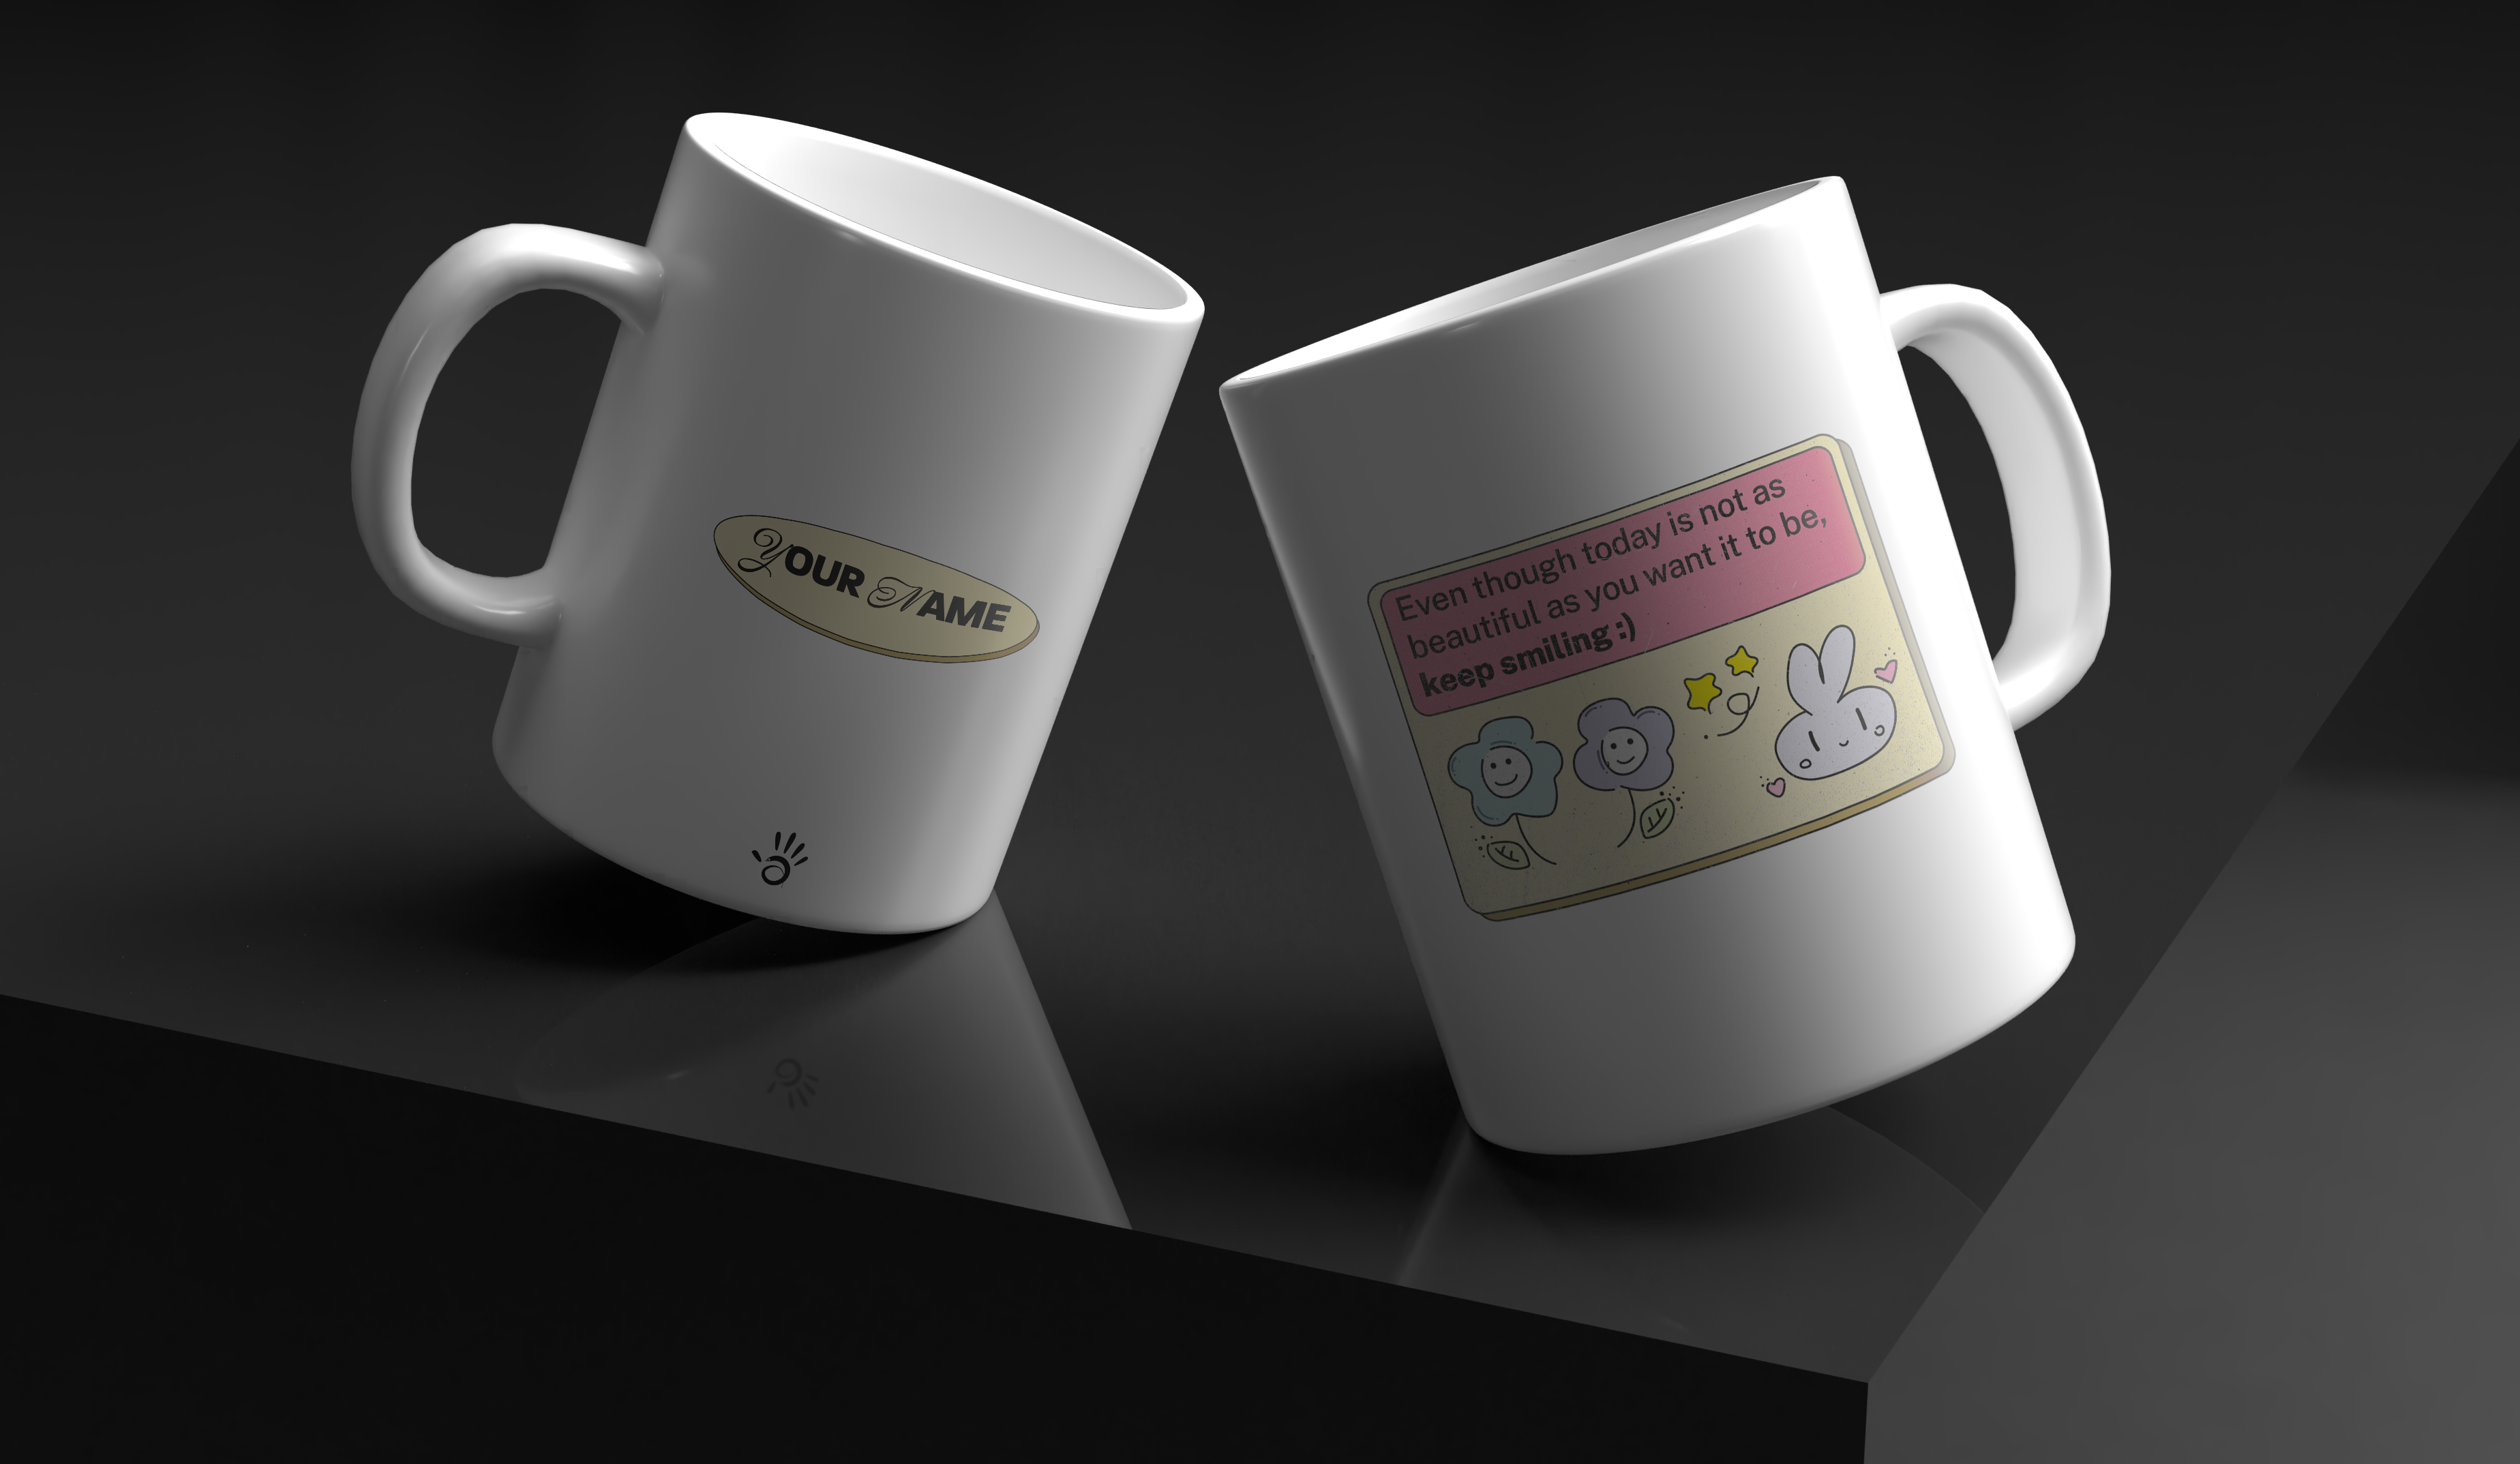 YOUR NAME
Even though today is not as
beautiful as you want it to be,
keep smiling :)